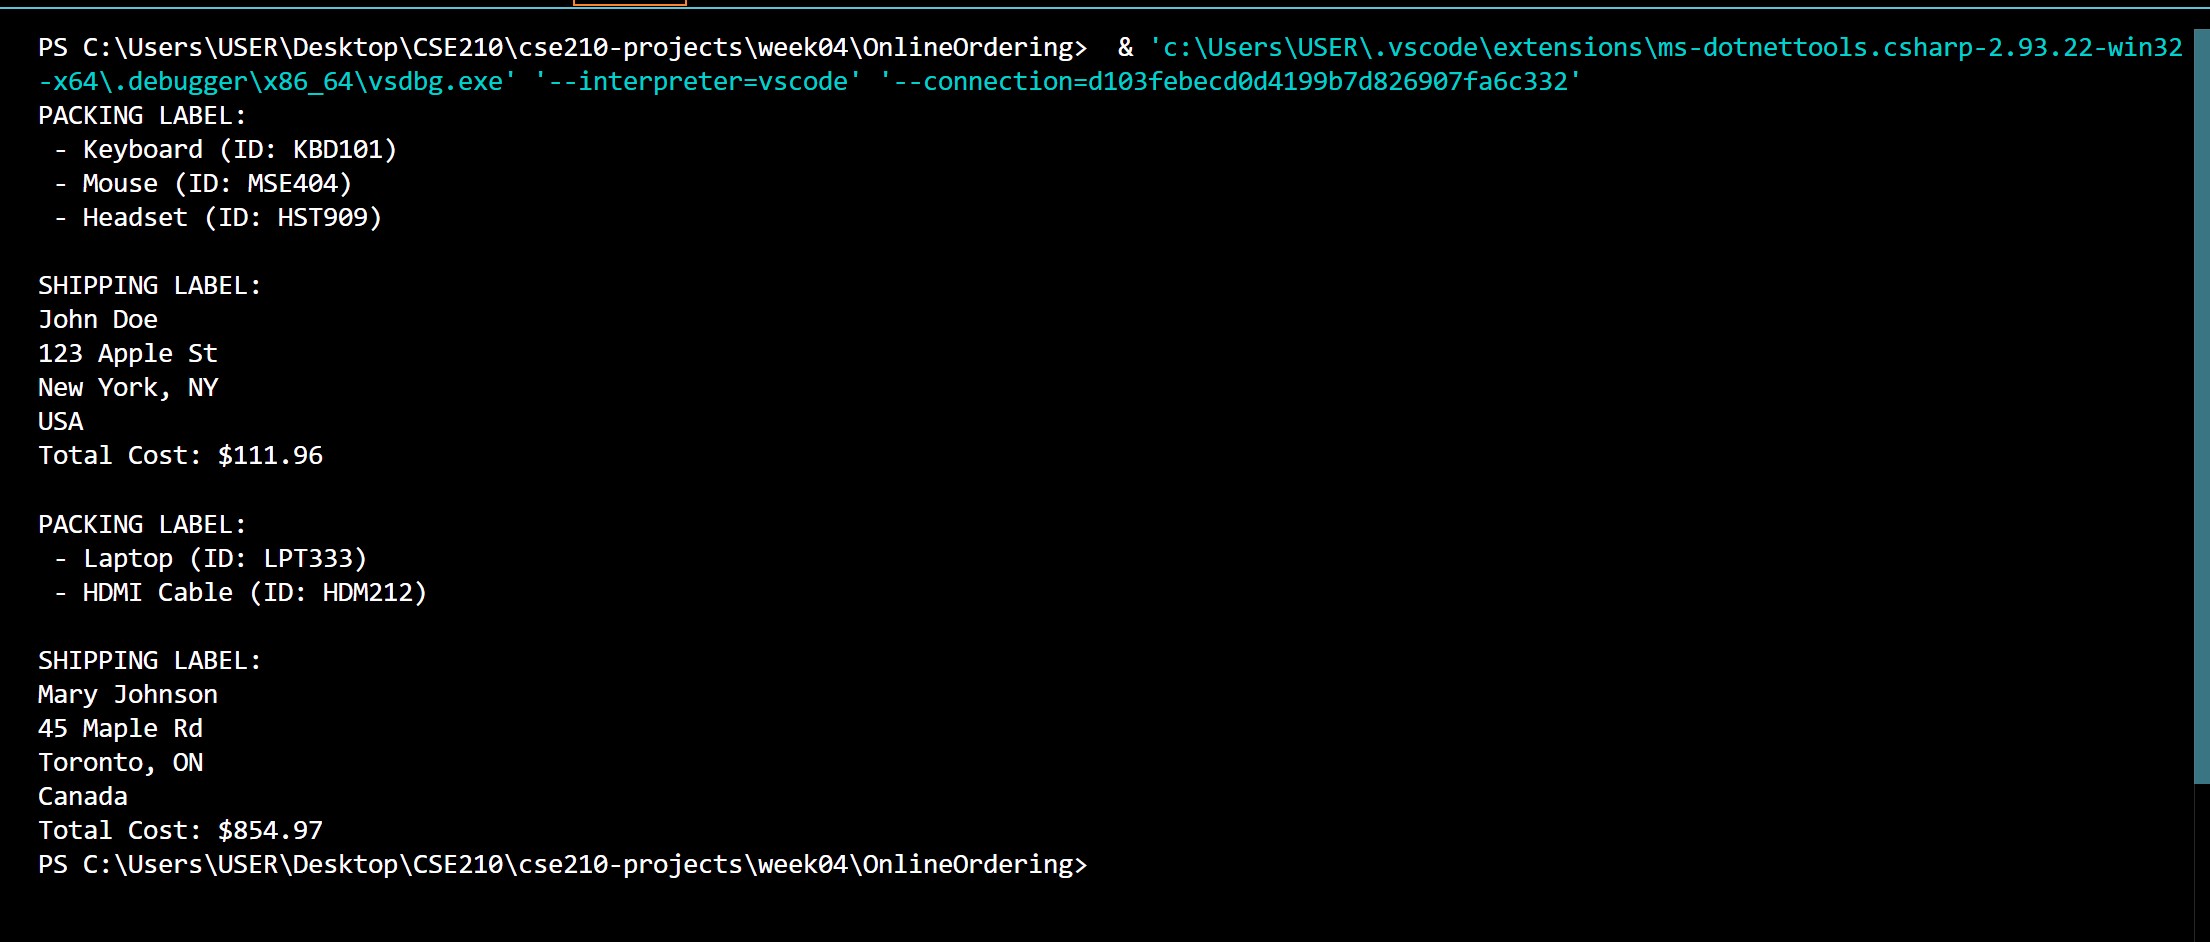 PS C:\Users\USER\Desktop\CSE210\cse210-projects\week04\OnlineOrdering>  & 'c:\Users\USER\.vscode\extensions\ms-dotnettools.csharp-2.93.22-win32
-x64\.debugger\x86_64\vsdbg.exe' '--interpreter=vscode' '--connection=d103febecd0d4199b7d826907fa6c332'
PACKING LABEL:
 - Keyboard (ID: KBD101)
 - Mouse (ID: MSE404)
 - Headset (ID: HST909)

SHIPPING LABEL:
John Doe
123 Apple St
New York, NY
USA
Total Cost: $111.96

PACKING LABEL:
 - Laptop (ID: LPT333)
 - HDMI Cable (ID: HDM212)

SHIPPING LABEL:
Mary Johnson
45 Maple Rd
Toronto, ON
Canada
Total Cost: $854.97
PS C:\Users\USER\Desktop\CSE210\cse210-projects\week04\OnlineOrdering>